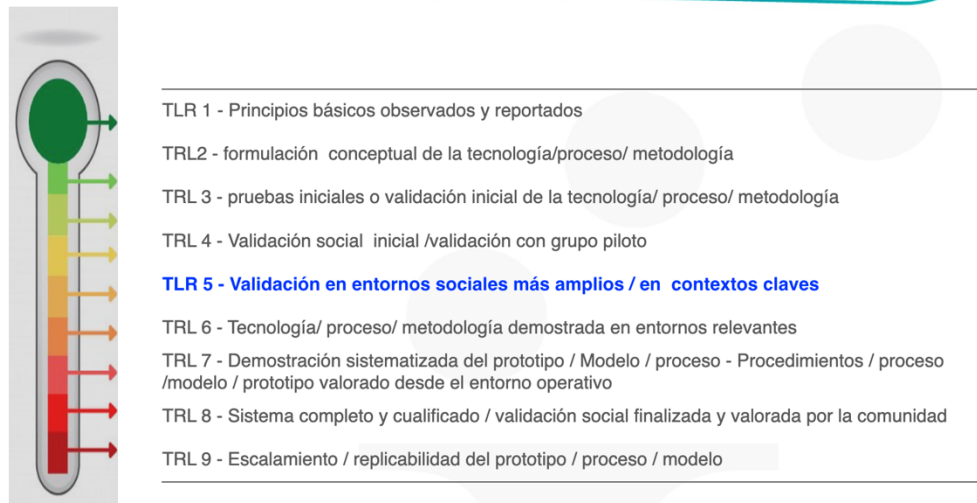 TLR 1 - Principios básicos observados y reportados
TRL2 - formulación conceptual de la tecnología/proceso/ metodología
TRL 3 - pruebas iniciales o validación inicial de la tecnología/ proceso/ metodología
TRL 4 - Validación social inicial /validación con grupo piloto
TLR 5 - Validación en entornos sociales más amplios / en contextos claves
TRL 6 - Tecnología/ proceso/ metodología demostrada en entornos relevantes
TRL 7 - Demostración sistematizada del prototipo / Modelo / proceso - Procedimientos / proceso
/modelo / prototipo valorado desde el entorno operativo
TRL 8 - Sistema completo y cualificado / validación social finalizada y valorada por la comunidad
TRL 9 - Escalamiento / replicabilidad del prototipo / proceso / modelo